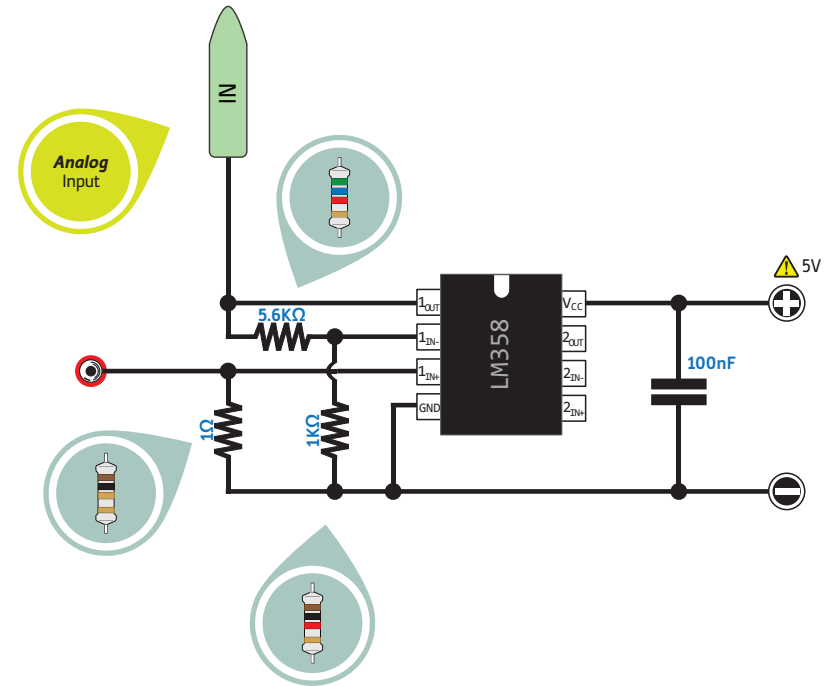 IN
Analog
Input
5V
1OUT
VCC
5.6KΩ
1IN-
2OUT
LM358
100nF
1IN+
2IN-
GND
2IN+
1Ω
1KΩ